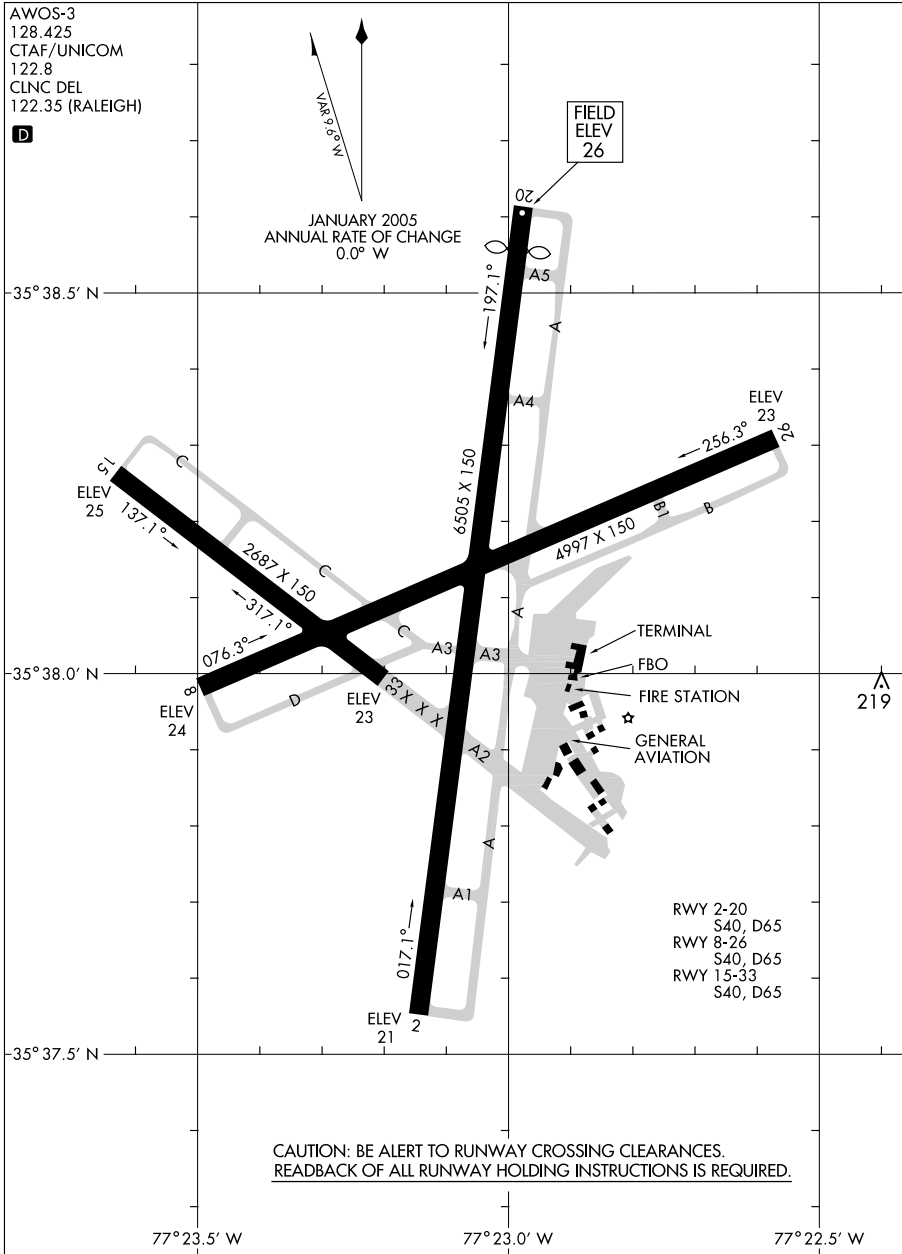 AWOS-3
128.425
CTAF/UNICOM
122.8
CLNC DEL
122.35 (RALEIGH)
D
VAR 9.6° W
JANUARY 2005
ANNUAL RATE OF CHANGE
0.0° W
FIELD
ELEV
26
20
197.1°
A5
A
35°38.5' N
A4
ELEV
23
26
256.3°
15
C
ELEV
25
137.1°
6505 X 150
B1
B
4997 X 150
2687 X 150
C
317.1°
A
C
076.3°
A3
A3
TERMINAL
FBO
35°38.0' N
8
33
X X X
FIRE STATION
219
D
ELEV
23
ELEV
24
A2
GENERAL
AVIATION
A
A1
017.1°
RWY 2-20
S40, D65
RWY 8-26
S40, D65
RWY 15-33
S40, D65
ELEV
21
2
35°37.5' N
CAUTION: BE ALERT TO RUNWAY CROSSING CLEARANCES.
READBACK OF ALL RUNWAY HOLDING INSTRUCTIONS IS REQUIRED.
77°23.5' W
77°23.0' W
77°22.5' W